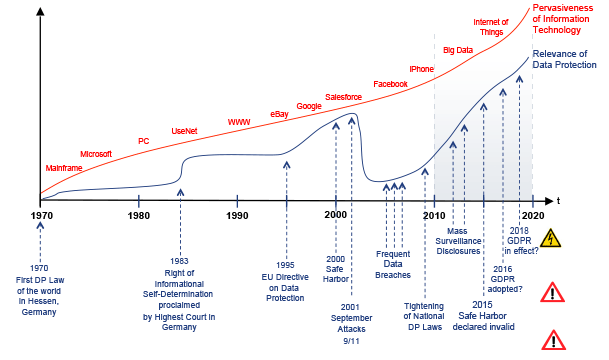 Pervasiveness
of Information
Technology
Internet of
Things
Big Data
iPhone
Facebook
Salesforce
Google
eBay
WWW
UseNet
PC
Microsoft
Mainframe
Relevance of
Data Protection
t
1970
1980
1990
2000
2010
2020
1970
First DP Law
of the world
in Hessen,
Germany
1983
Right of
Informational
Self-Determination
proclaimed
by Highest Court in
Germany
1995
EU Directive
on Data
Protection
2000
Safe
Harbor
2001
September
Attacks
9/11
Frequent
Data
Breaches
Tightening
of National
DP Laws
Mass
Surveillance
Disclosures
2015
Safe Harbor
declared invalid
2016
GDPR
adopted?
2018
GDPR
in effect?